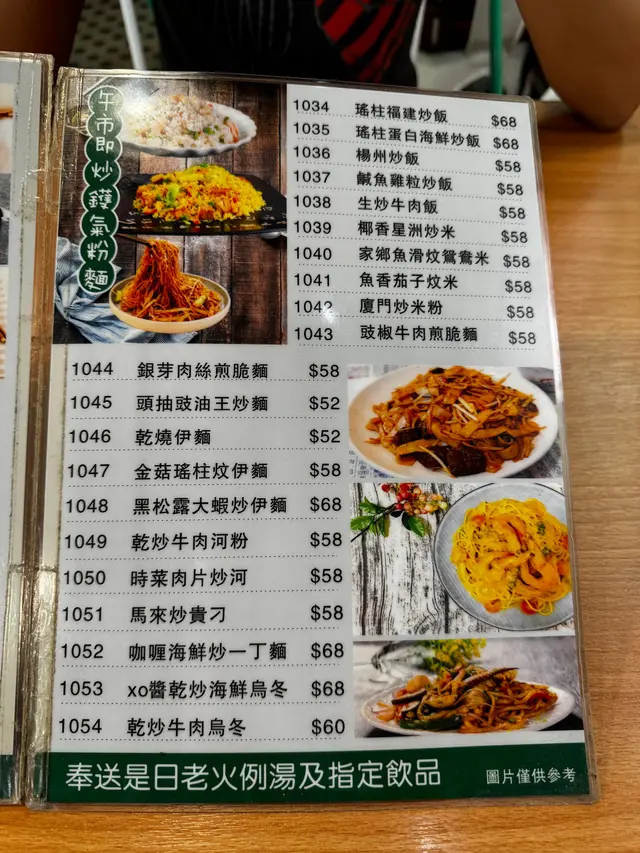 午市即炒鑊氣粉麵
1034 瑤柱福建炒飯 $68
1035 瑤柱蛋白海鮮炒飯 $68
1036 楊州炒飯 $58
1037 鹹魚雞粒炒飯 $58
1038 生炒牛肉飯 $58
1039 椰香星洲炒米 $58
1040 家鄉魚滑炆鴛鴦米 $58
1041 魚香茄子炆米 $58
1042 廈門炒米粉 $58
1043 豉椒牛肉煎脆麵 $58
1044 銀芽肉絲煎脆麵 $58
1045 頭抽豉油王炒麵 $52
1046 乾燒伊麵 $52
1047 金菇瑤柱炆伊麵 $58
1048 黑松露大蝦炒伊麵 $68
1049 乾炒牛肉河粉 $58
1050 時菜肉片炒河 $58
1051 馬來炒貴刁 $58
1052 咖喱海鮮炒一丁麵 $68
1053 xo醬乾炒海鮮烏冬 $68
1054 乾炒牛肉烏冬 $60
奉送是日老火例湯及指定飲品 圖片僅供參考